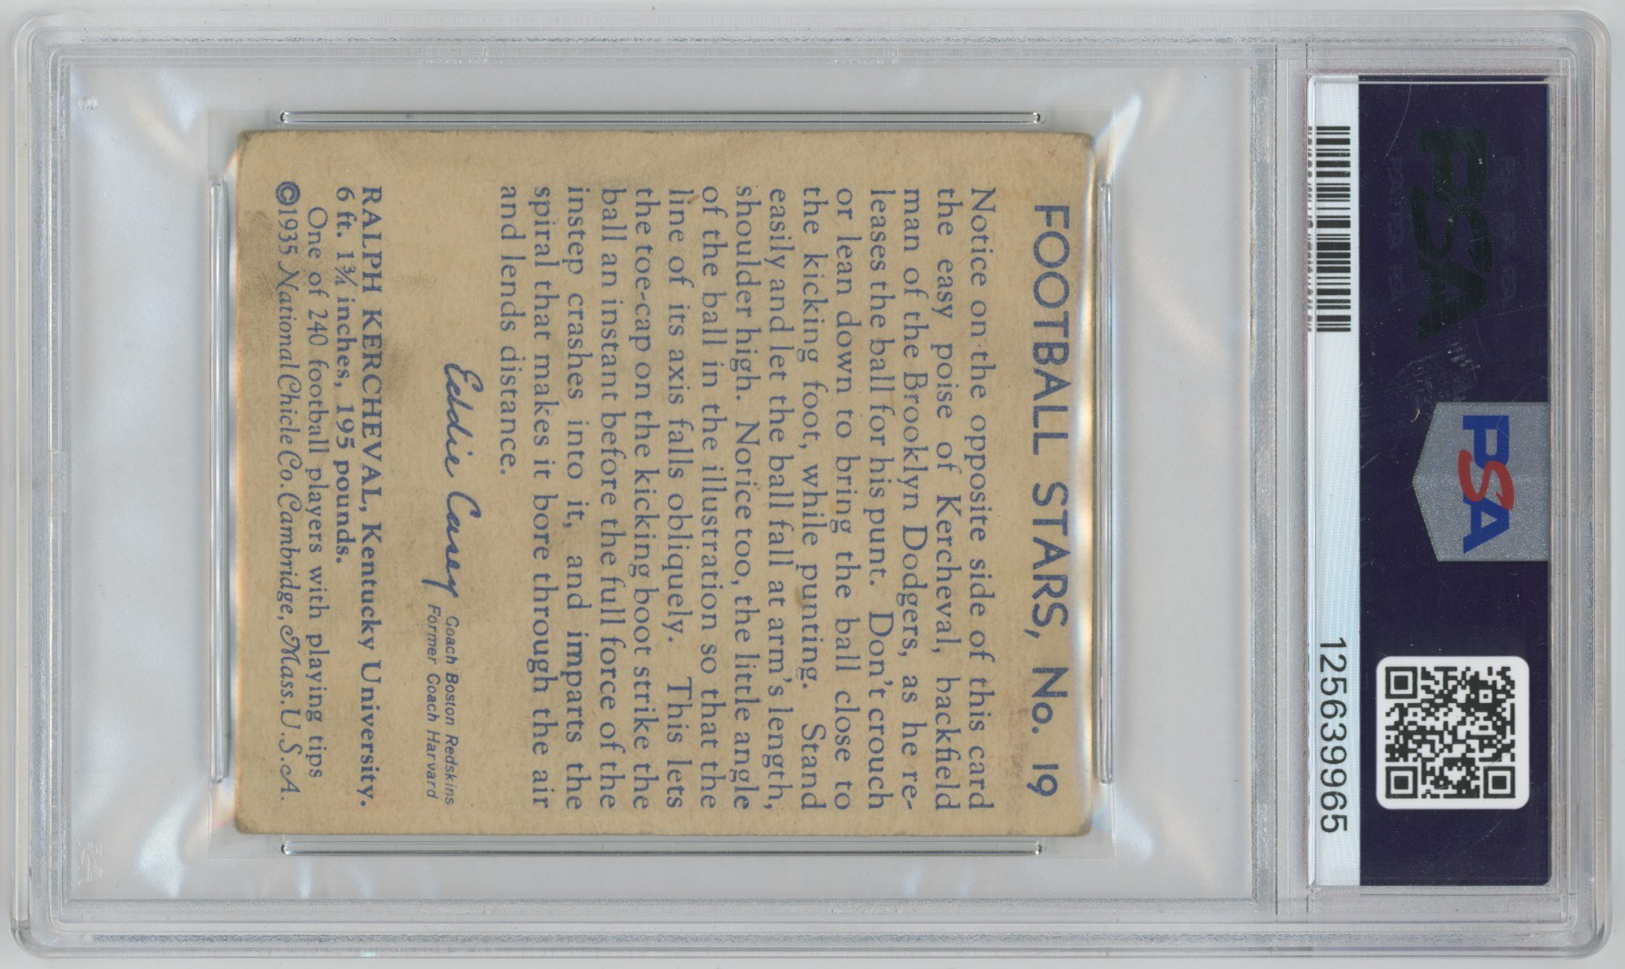 FOOTBALL STARS, No. 19
Notice on the opposite side of this card
the easy poise of Kercheval, backfield
man of the Brooklyn Dodgers, as he re-
leases the ball for his punt. Don't crouch
or lean down to bring the ball close to
the kicking foot, while punting. Stand
easily and let the ball fall at arm's length,
shoulder high. Notice too, the little angle
of the ball in the illustration so that the
line of its axis falls obliquely. This lets
the toe-cap on the kicking boot strike the
ball an instant before the full force of the
instep crashes into it, and imparts the
spiral that makes it bore through the air
and lends distance.
Eddie Casey
Coach Boston Redskins
Former Coach Harvard
RALPH KERCHEVAL, Kentucky University.
6 ft. 1¾ inches, 195 pounds.
One of 240 football players with playing tips
©1935 National Chicle Co. Cambridge, Mass. U.S.A.
PSA
PSA
125639965